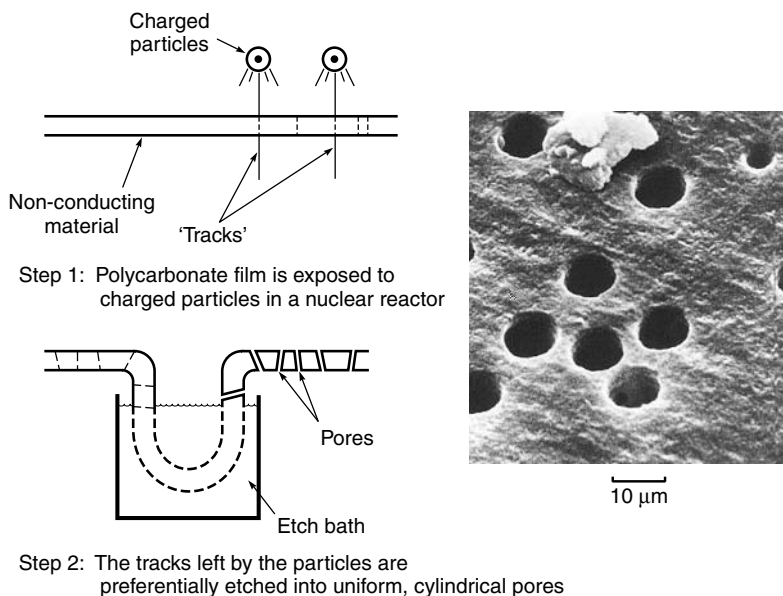 Charged
particles
Non-conducting
material
‘Tracks’
Step 1: Polycarbonate film is exposed to
charged particles in a nuclear reactor
Pores
Etch bath
10 μm
Step 2: The tracks left by the particles are
preferentially etched into uniform, cylindrical pores